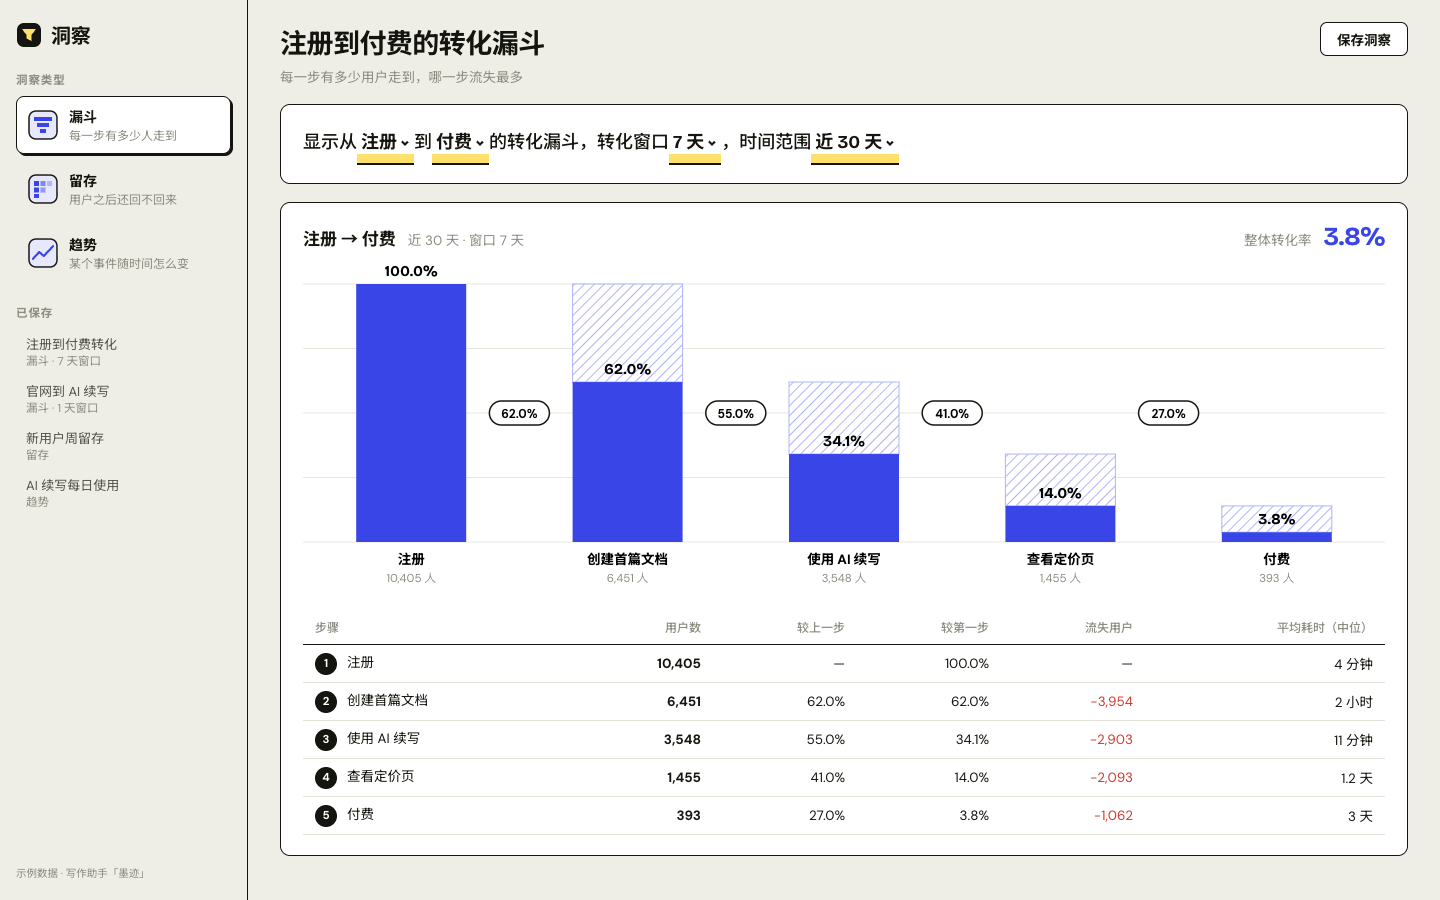 洞察
洞察类型
漏斗
每一步有多少人走到
留存
用户之后还回不回来
趋势
某个事件随时间怎么变
已保存
注册到付费转化
漏斗 · 7 天窗口
官网到 AI 续写
漏斗 · 1 天窗口
新用户周留存
留存
AI 续写每日使用
趋势
示例数据 · 写作助手「墨迹」
注册到付费的转化漏斗
每一步有多少用户走到，哪一步流失最多
保存洞察
显示从 注册 到 付费 的转化漏斗，转化窗口 7 天 ，时间范围 近 30 天
注册 → 付费 近 30 天 · 窗口 7 天
整体转化率 3.8%
100.0%
62.0%
34.1%
14.0%
3.8%
62.0%
55.0%
41.0%
27.0%
注册
10,405 人
创建首篇文档
6,451 人
使用 AI 续写
3,548 人
查看定价页
1,455 人
付费
393 人
步骤 用户数 较上一步 较第一步 流失用户 平均耗时（中位）
1 注册 10,405 — 100.0% — 4 分钟
2 创建首篇文档 6,451 62.0% 62.0% -3,954 2 小时
3 使用 AI 续写 3,548 55.0% 34.1% -2,903 11 分钟
4 查看定价页 1,455 41.0% 14.0% -2,093 1.2 天
5 付费 393 27.0% 3.8% -1,062 3 天